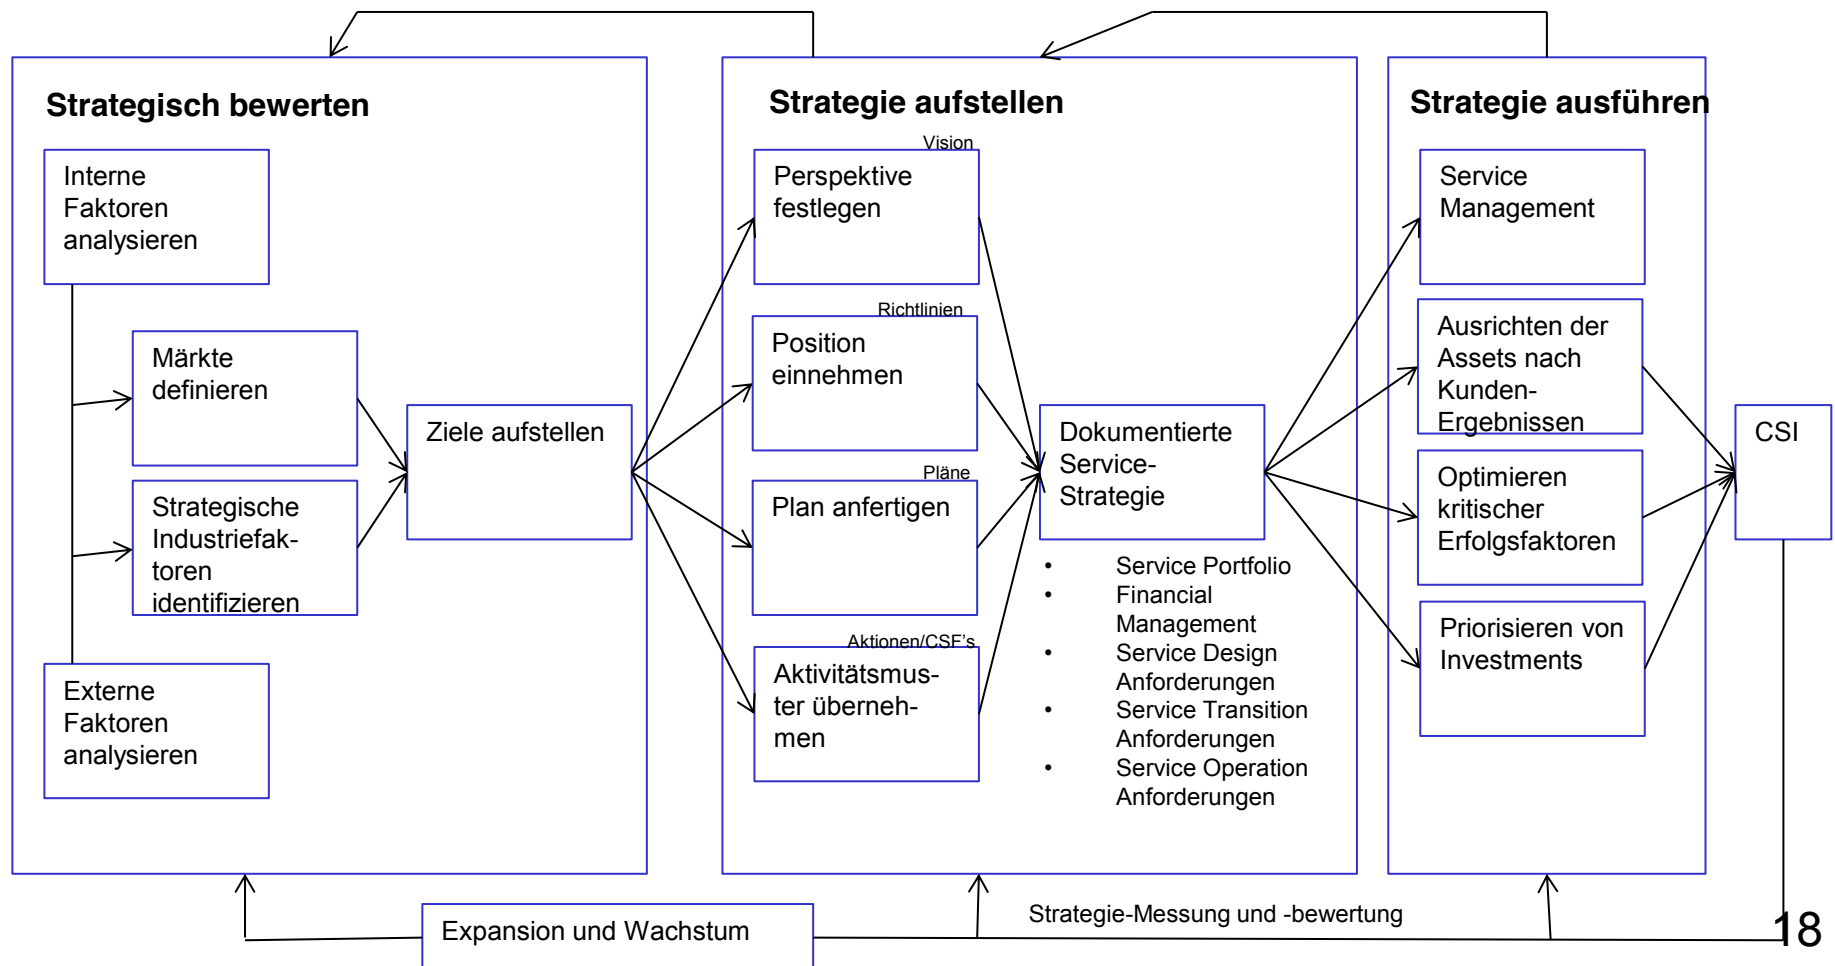 Strategisch bewerten
Interne
Faktoren
analysieren
Märkte
definieren
Strategische
Industriefak-
toren
identifizieren
Externe
Faktoren
analysieren
Ziele aufstellen
Strategie aufstellen
Vision
Perspektive
festlegen
Richtlinien
Position
einnehmen
Pläne
Plan anfertigen
Aktionen/CSF's
Aktivitätsmus-
ter überneh-
men
Dokumentierte
Service-
Strategie
• Service Portfolio
• Financial
Management
• Service Design
Anforderungen
• Service Transition
Anforderungen
• Service Operation
Anforderungen
Strategie ausführen
Service
Management
Ausrichten der
Assets nach
Kunden-
Ergebnissen
Optimieren
kritischer
Erfolgsfaktoren
Priorisieren von
Investments
CSI
Expansion und Wachstum
Strategie-Messung und -bewertung
18